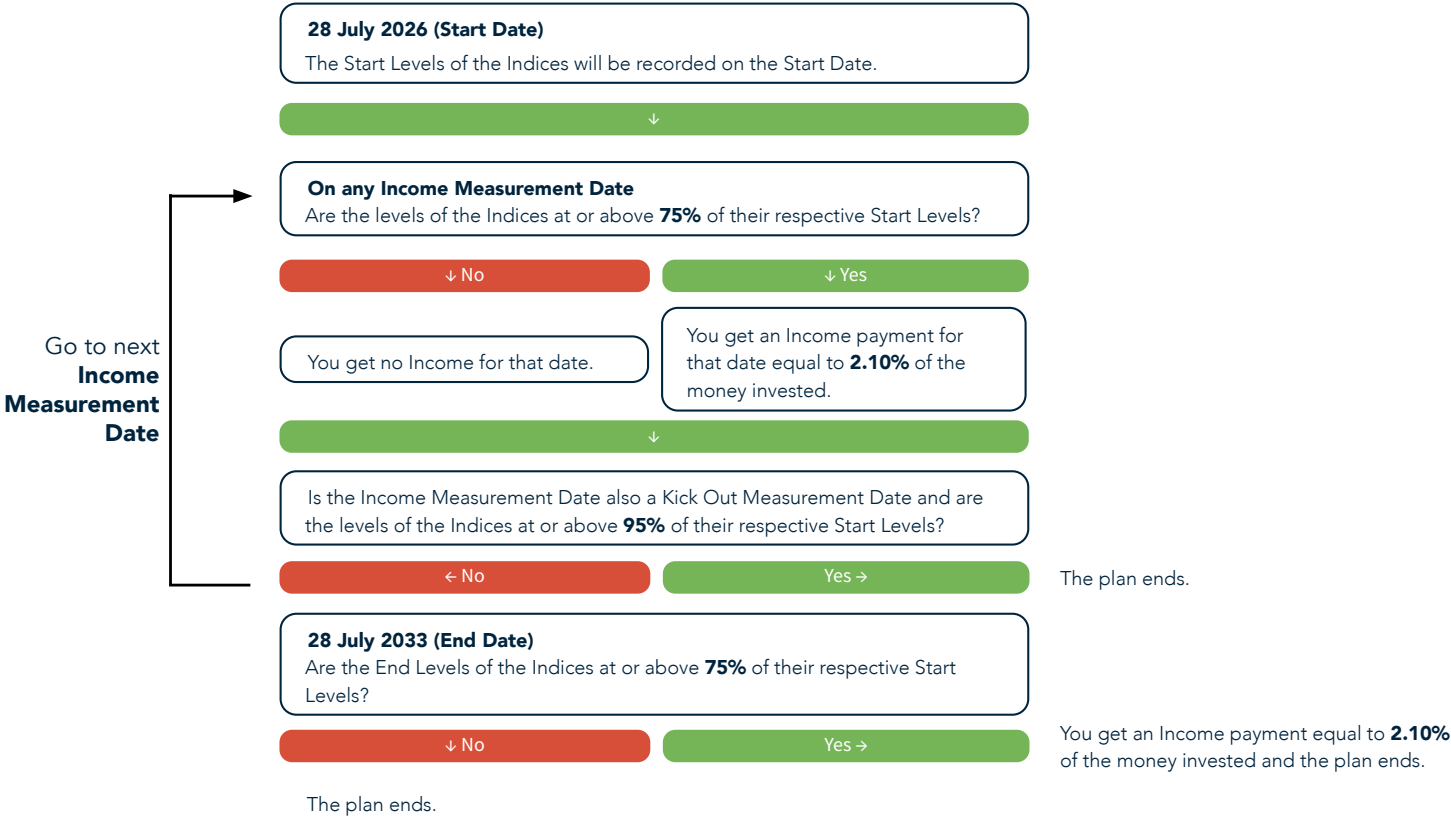 28 July 2026 (Start Date)
The Start Levels of the Indices will be recorded on the Start Date.
↓
On any Income Measurement Date
Are the levels of the Indices at or above 75% of their respective Start Levels?
↓ No
↓ Yes
Go to next
Income
Measurement
Date
You get no Income for that date.
You get an Income payment for
that date equal to 2.10% of the
money invested.
↓
Is the Income Measurement Date also a Kick Out Measurement Date and are
the levels of the Indices at or above 95% of their respective Start Levels?
← No
Yes →
The plan ends.
28 July 2033 (End Date)
Are the End Levels of the Indices at or above 75% of their respective Start
Levels?
↓ No
Yes →
You get an Income payment equal to 2.10%
of the money invested and the plan ends.
The plan ends.